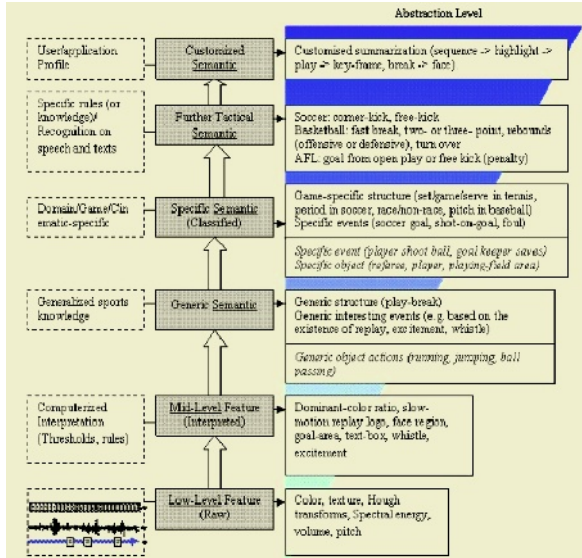 Abstraction Level
User/application
Profile
Customized
Semantic
Customised summarization (sequence -> highlight ->
play -> key-frame, break -> face)
Specific rules (or
knowledge)/
Recognition on
speech and texts
Further Tactical
Semantic
Soccer: corner-kick, free-kick
Basketball: fast break, two- or three- point, rebounds
(offensive or defensive), turn over
AFL: goal from open play or free kick (penalty)
Domain/Game/Cin
ematic-specific
Specific Semantic
(Classified)
Game-specific structure (set/game/serve in tennis,
period in soccer, race/non-race, pitch in baseball)
Specific events (soccer goal, shot-on-goal, foul)
Specific event (player shoot ball, goal keeper saves)
Specific object (referee, player, playing-field area)
Generalized sports
knowledge
Generic Semantic
Generic structure (play-break)
Generic interesting events (e.g. based on the
existence of replay, excitement, whistle)
Generic object actions (running, jumping, ball
passing)
Computerized
Interpretation
(Thresholds, rules)
Mid-Level Feature
(Interpreted)
Dominant-color ratio, slow-
motion replay logo, face region,
goal-area, text-box, whistle,
excitement
Low-Level Feature
(Raw)
Color, texture, Hough
transforms, Spectral energy,
volume, pitch